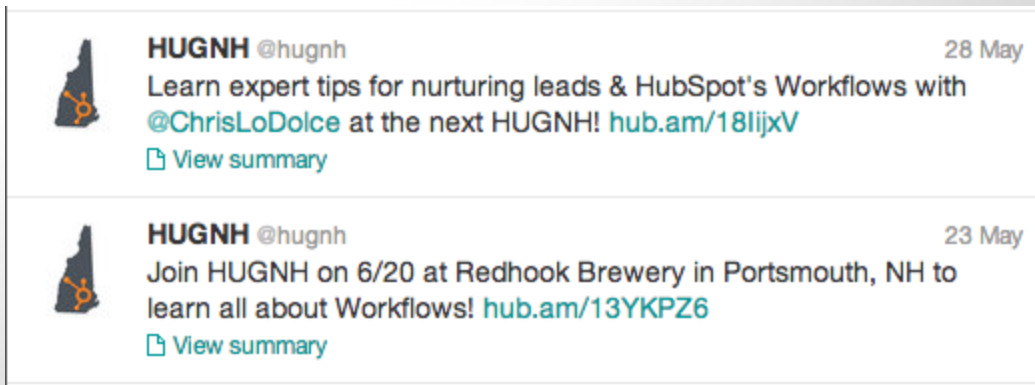 HUGNH @hugnh 28 May
Learn expert tips for nurturing leads & HubSpot's Workflows with
@ChrisLoDolce at the next HUGNH! hub.am/18IijxV
View summary
HUGNH @hugnh 23 May
Join HUGNH on 6/20 at Redhook Brewery in Portsmouth, NH to
learn all about Workflows! hub.am/13YKPZ6
View summary